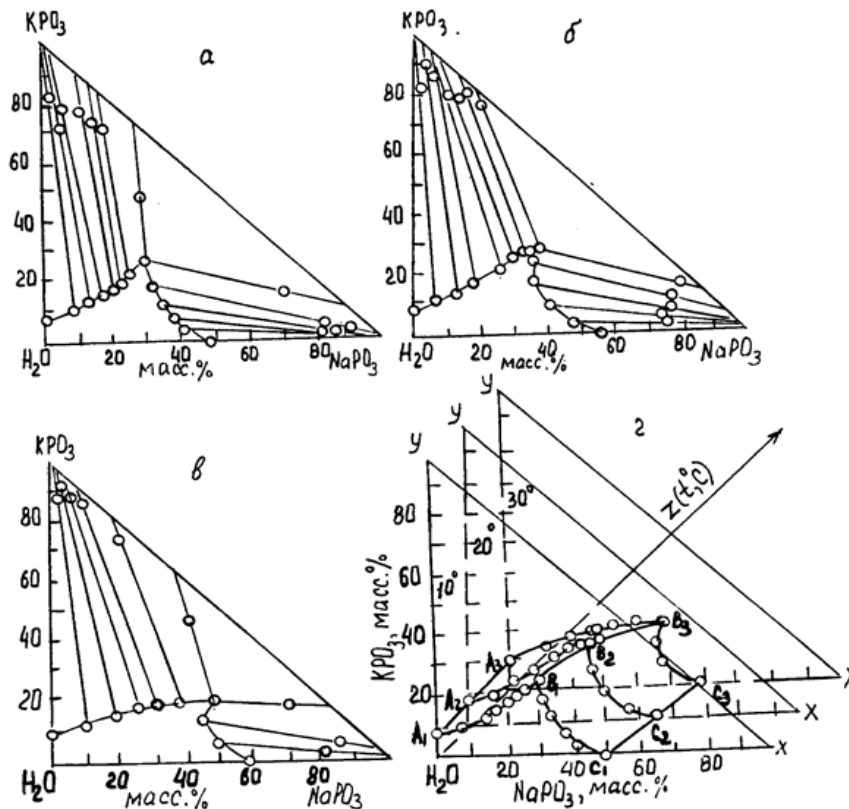 KPO₃
а
80
60
40
20
H₂O
20
масс.%
60
80
NaPO₃
KPO₃
б
80
60
40
20
H₂O
20
масс.%
40
60
80
NaPO₃
KPO₃
в
80
60
40
20
H₂O
20
масс.%
40
60
80
NaPO₃
y
y
y
г
z(t,°C)
30°
20°
10°
KPO₃, масс.%
80
60
40
20
A₃
A₂
A₁
B₁
B₂
B₃
C₁
C₂
C₃
x
x
x
H₂O
20
40
60
80
NaPO₃, масс.%